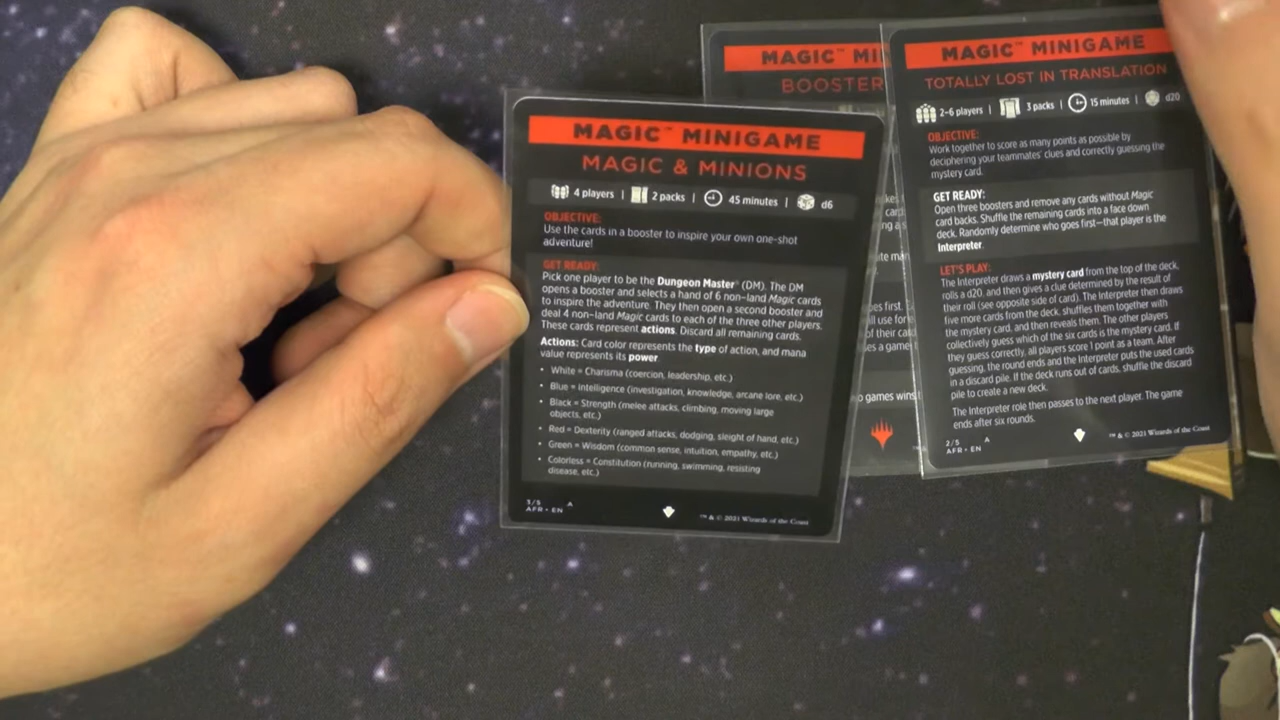 MAGIC™ MINIGAME
MAGIC & MINIONS
4 players | 2 packs | 45 minutes | d6
OBJECTIVE:
Use the cards in a booster to inspire your own one-shot
adventure!
GET READY:
Pick one player to be the Dungeon Master® (DM). The DM
opens a booster and selects a hand of 6 non-land Magic cards
to inspire the adventure. They then open a second booster and
deal 4 non-land Magic cards to each of the three other players.
These cards represent actions. Discard all remaining cards.
Actions: Card color represents the type of action, and mana
value represents its power.
• White = Charisma (coercion, leadership, etc.)
• Blue = Intelligence (investigation, knowledge, arcane lore, etc.)
• Black = Strength (melee attacks, climbing, moving large
objects, etc.)
• Red = Dexterity (ranged attacks, dodging, sleight of hand, etc.)
• Green = Wisdom (common sense, intuition, empathy, etc.)
• Colorless = Constitution (running, swimming, resisting
disease, etc.)
3/5 A
AFR • EN
™ & © 2021 Wizards of the Coast
MAGIC™ MI
BOOSTER
card
ing a s
oes first.
ll use for
of their cat
es a game
o games wins
MAGIC™ MINIGAME
TOTALLY LOST IN TRANSLATION
2-6 players | 3 packs | 15 minutes | d20
OBJECTIVE:
Work together to score as many points as possible by
deciphering your teammates' clues and correctly guessing the
mystery card.
GET READY:
Open three boosters and remove any cards without Magic
card backs. Shuffle the remaining cards into a face down
deck. Randomly determine who goes first—that player is the
Interpreter.
LET'S PLAY:
The Interpreter draws a mystery card from the top of the deck,
rolls a d20, and then gives a clue determined by the result of
their roll (see opposite side of card). The Interpreter then draws
five more cards from the deck, shuffles them together with
the mystery card, and then reveals them. The other players
collectively guess which of the six cards is the mystery card. If
they guess correctly, all players score 1 point as a team. After
guessing, the round ends and the Interpreter puts the used cards
in a discard pile. If the deck runs out of cards, shuffle the discard
pile to create a new deck.
The Interpreter role then passes to the next player. The game
ends after six rounds.
2/5 A
AFR • EN
™ & © 2021 Wizards of the Coast